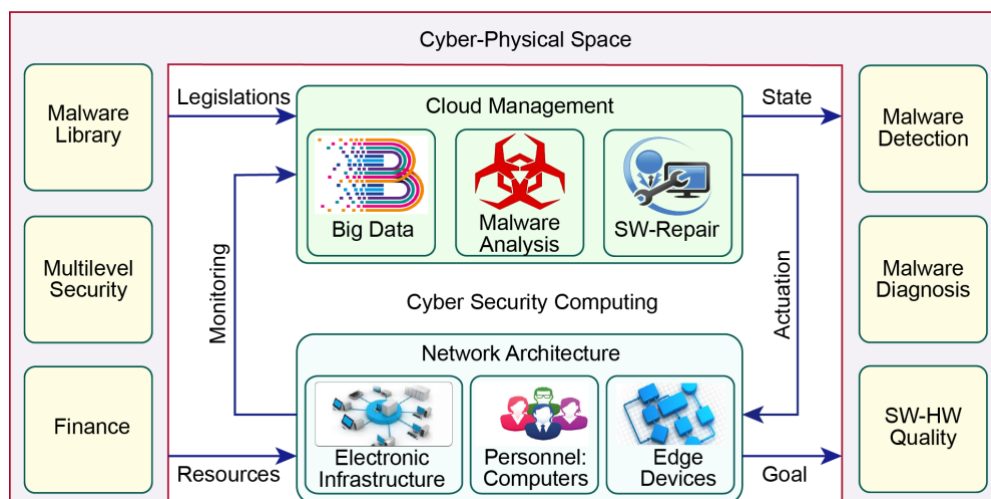 Cyber-Physical Space
Malware
Library
Multilevel
Security
Finance
Legislations
Cloud Management
State
Big Data
Malware
Analysis
SW-Repair
Monitoring
Cyber Security Computing
Actuation
Network Architecture
Electronic
Infrastructure
Personnel:
Computers
Edge
Devices
Resources
Goal
Malware
Detection
Malware
Diagnosis
SW-HW
Quality